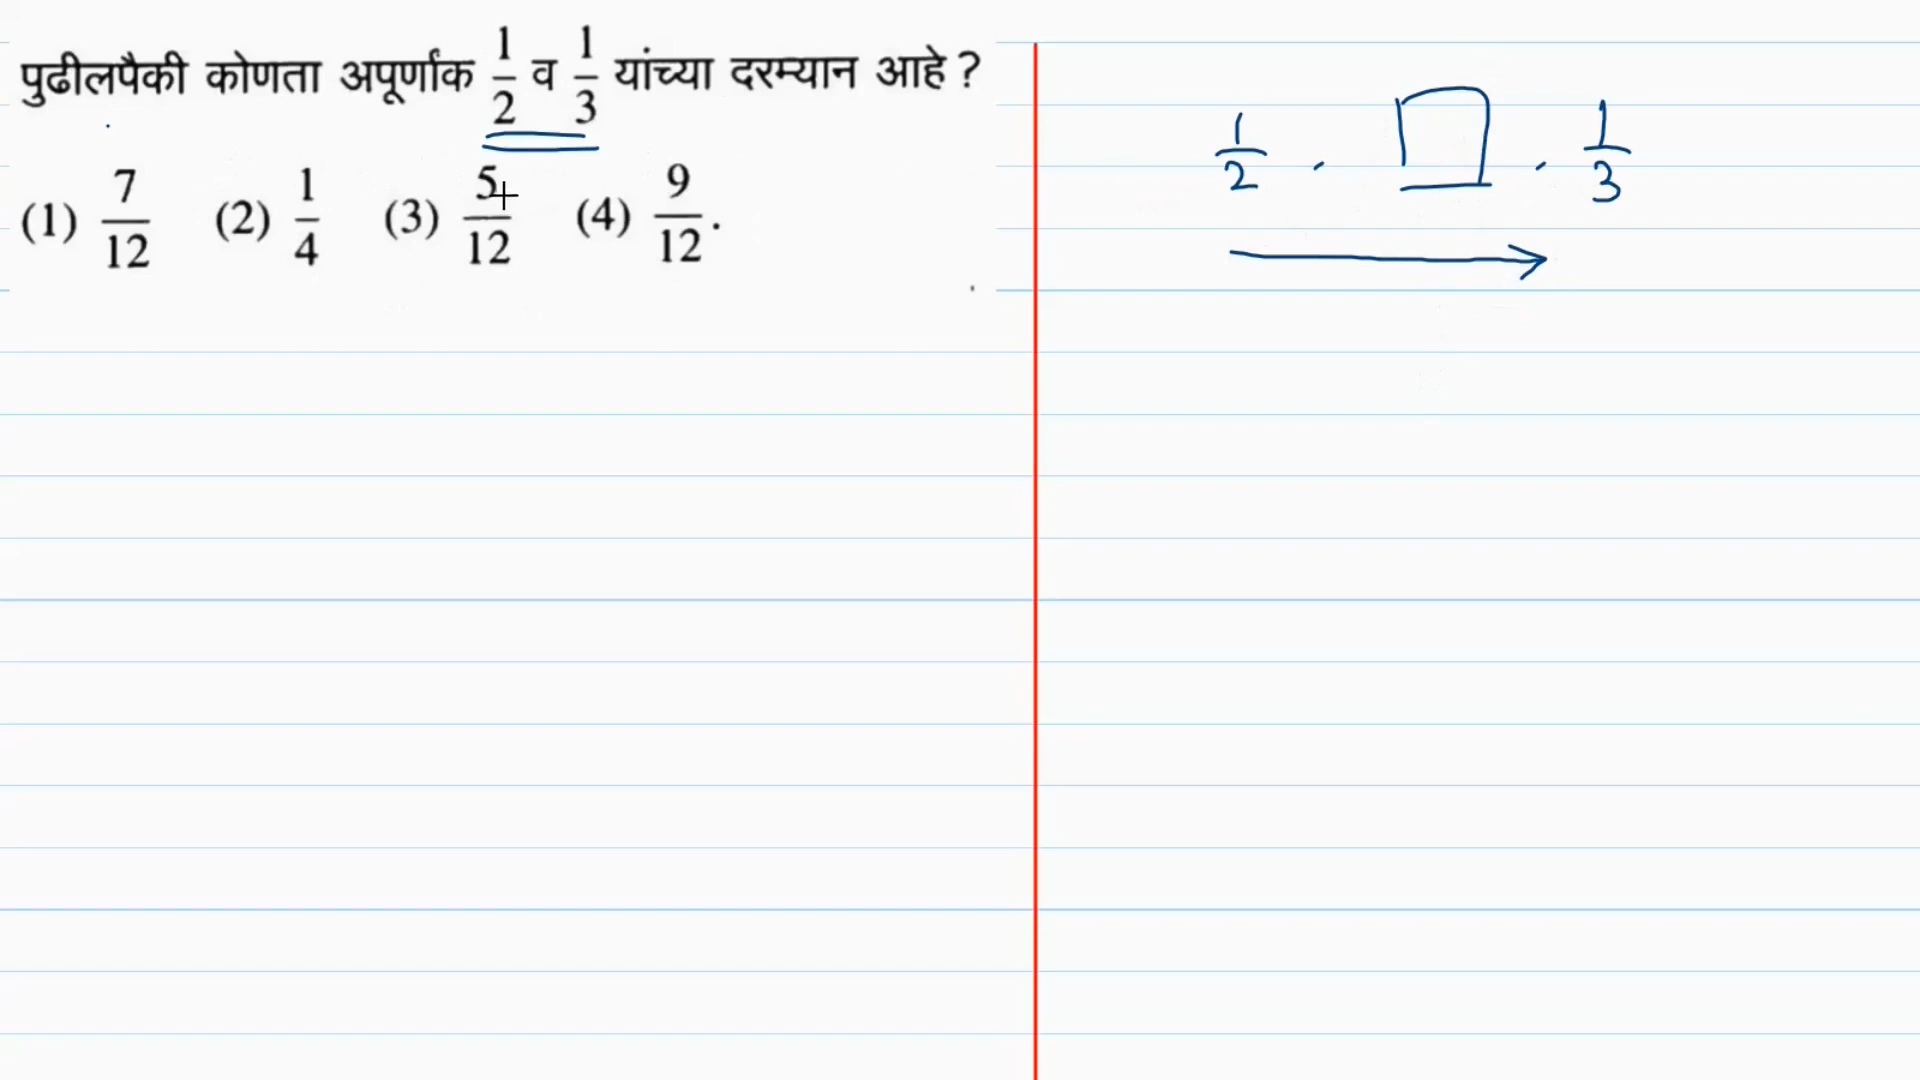 पुढीलपैकी कोणता अपूर्णांक 1/2 व 1/3 यांच्या दरम्यान आहे ?
(1) 7/12 (2) 1/4 (3) 5/12 (4) 9/12.
1/2 . □ . 1/3